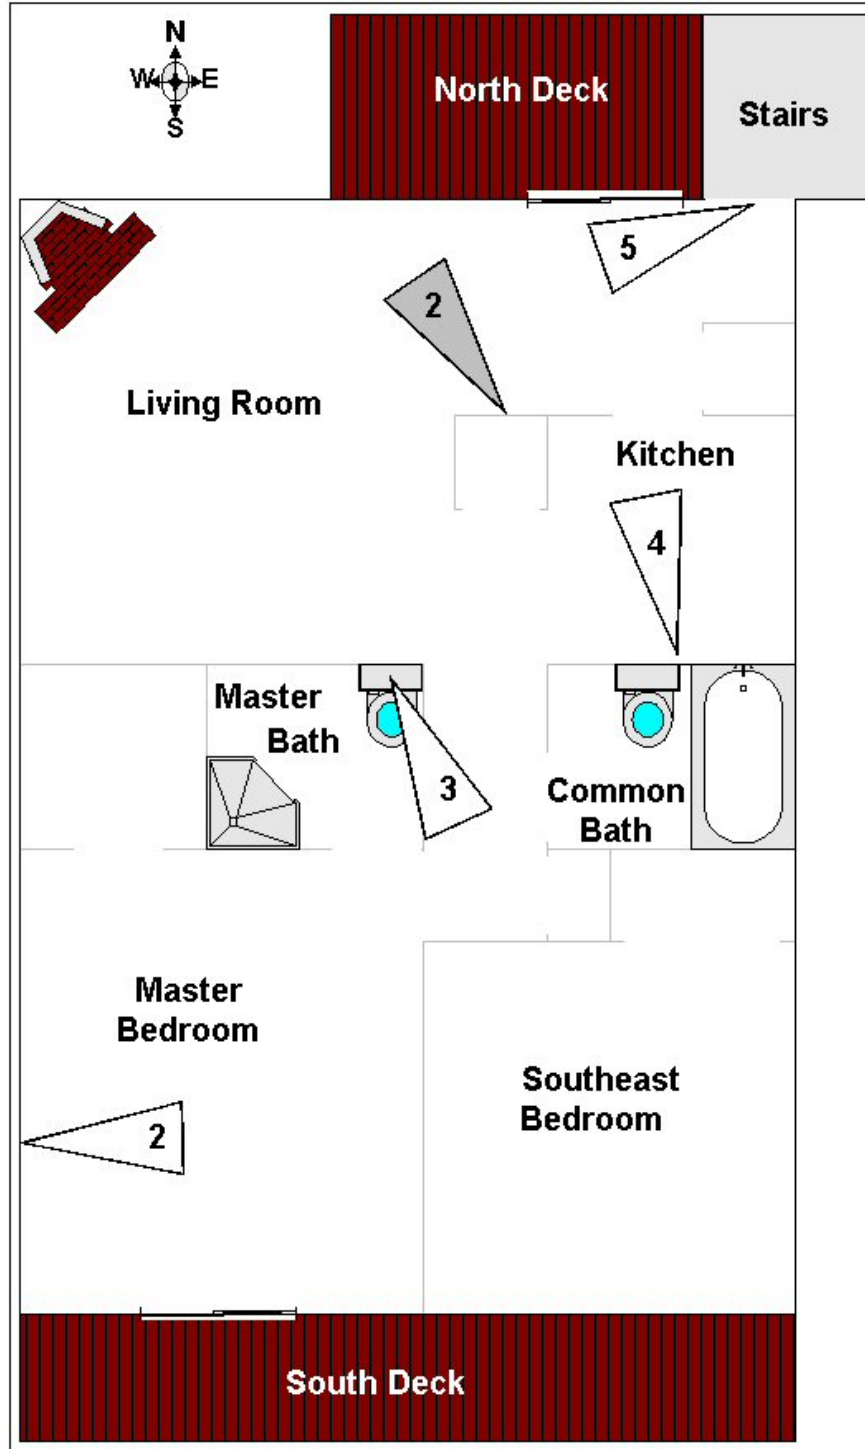 N
W E
S
North Deck
Stairs
5
2
Living Room
Kitchen
4
Master
Bath
3
Common
Bath
Master
Bedroom
Southeast
Bedroom
2
South Deck